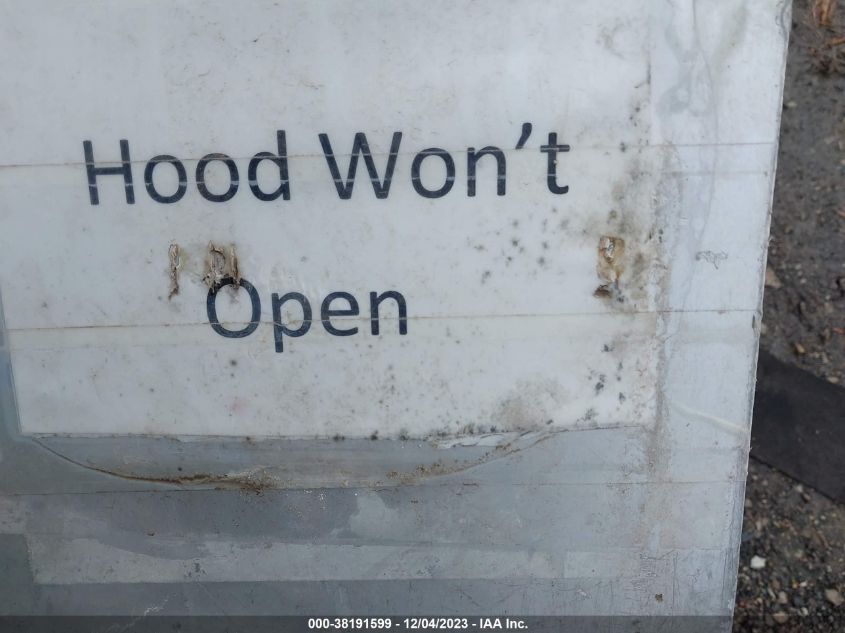 Hood Won’t
Open
000-38191599 - 12/04/2023 - IAA Inc.